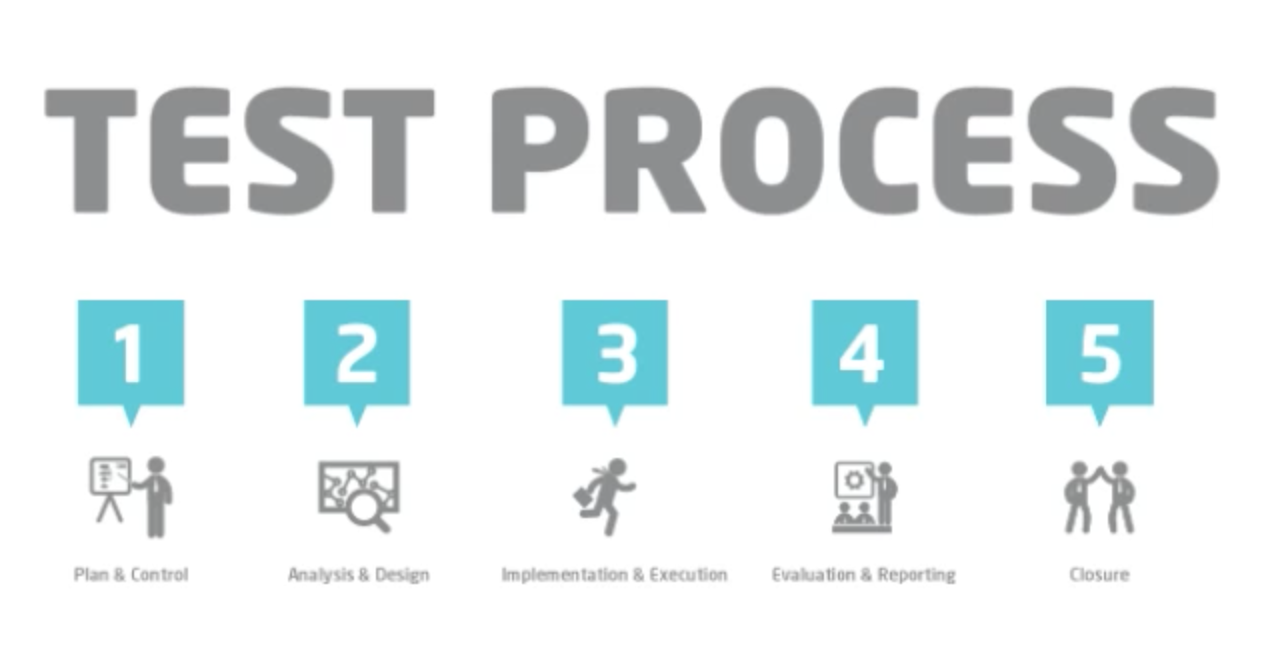 TEST PROCESS
1 2 3 4 5
Plan & Control Analysis & Design Implementation & Execution Evaluation & Reporting Closure